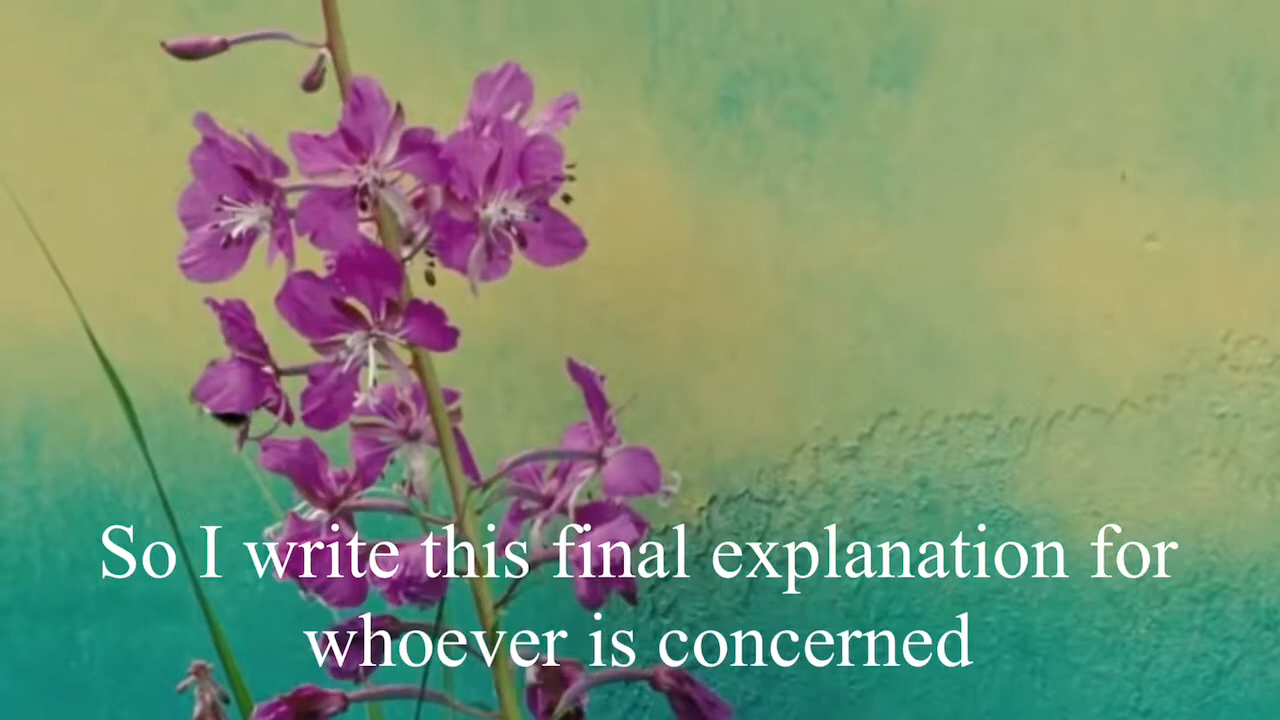 So I write this final explanation for
whoever is concerned